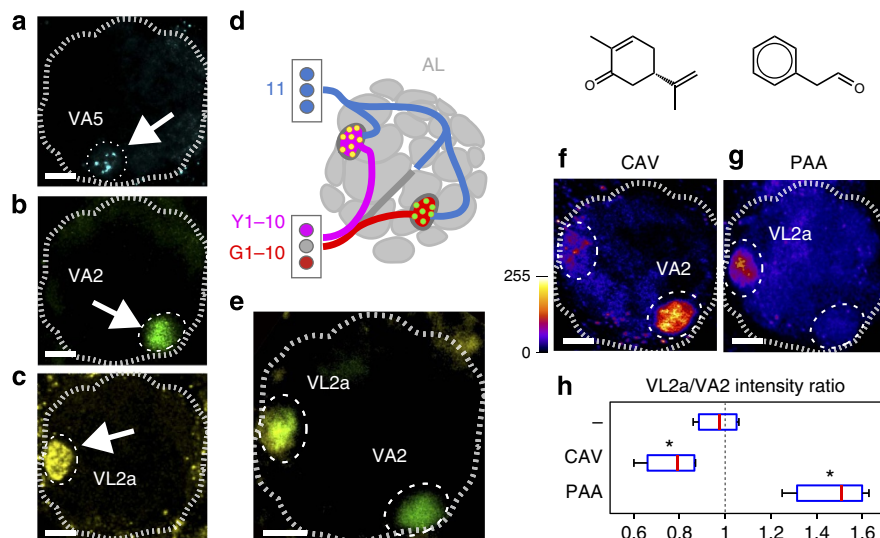 a
VA5
b
VA2
c
VL2a
d
AL
11
Y1–10
G1–10
e
VL2a
VA2
O
O
f
CAV
g
PAA
VL2a
VA2
255
0
h
VL2a/VA2 intensity ratio
–
CAV
*
PAA
*
0.6
0.8
1
1.2
1.4
1.6